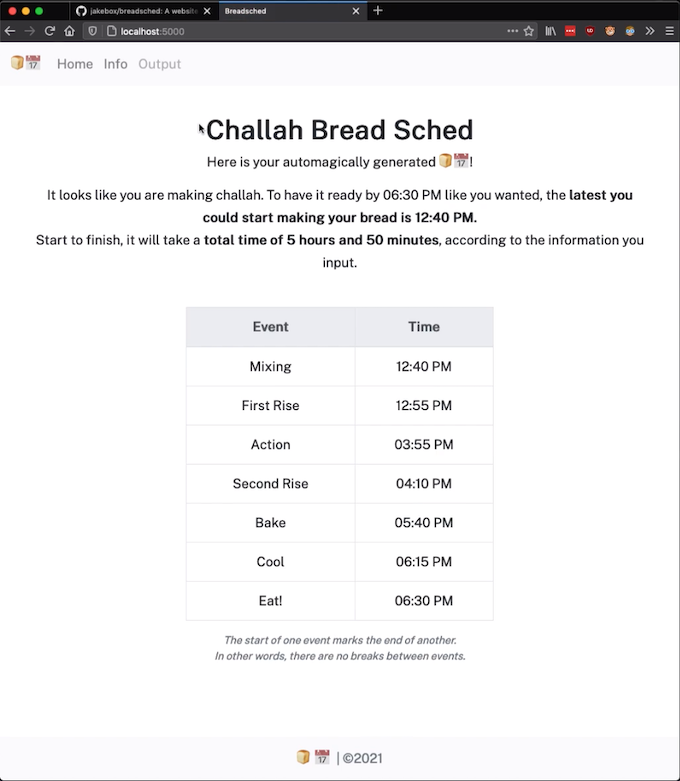 jakebox/breadsched: A website
Breadsched
localhost:5000
Home Info Output
Challah Bread Sched
Here is your automagically generated 🍞📅!
It looks like you are making challah. To have it ready by 06:30 PM like you wanted, the latest you
could start making your bread is 12:40 PM.
Start to finish, it will take a total time of 5 hours and 50 minutes, according to the information you
input.
Event Time
Mixing 12:40 PM
First Rise 12:55 PM
Action 03:55 PM
Second Rise 04:10 PM
Bake 05:40 PM
Cool 06:15 PM
Eat! 06:30 PM
The start of one event marks the end of another.
In other words, there are no breaks between events.
🍞 📅 | ©2021